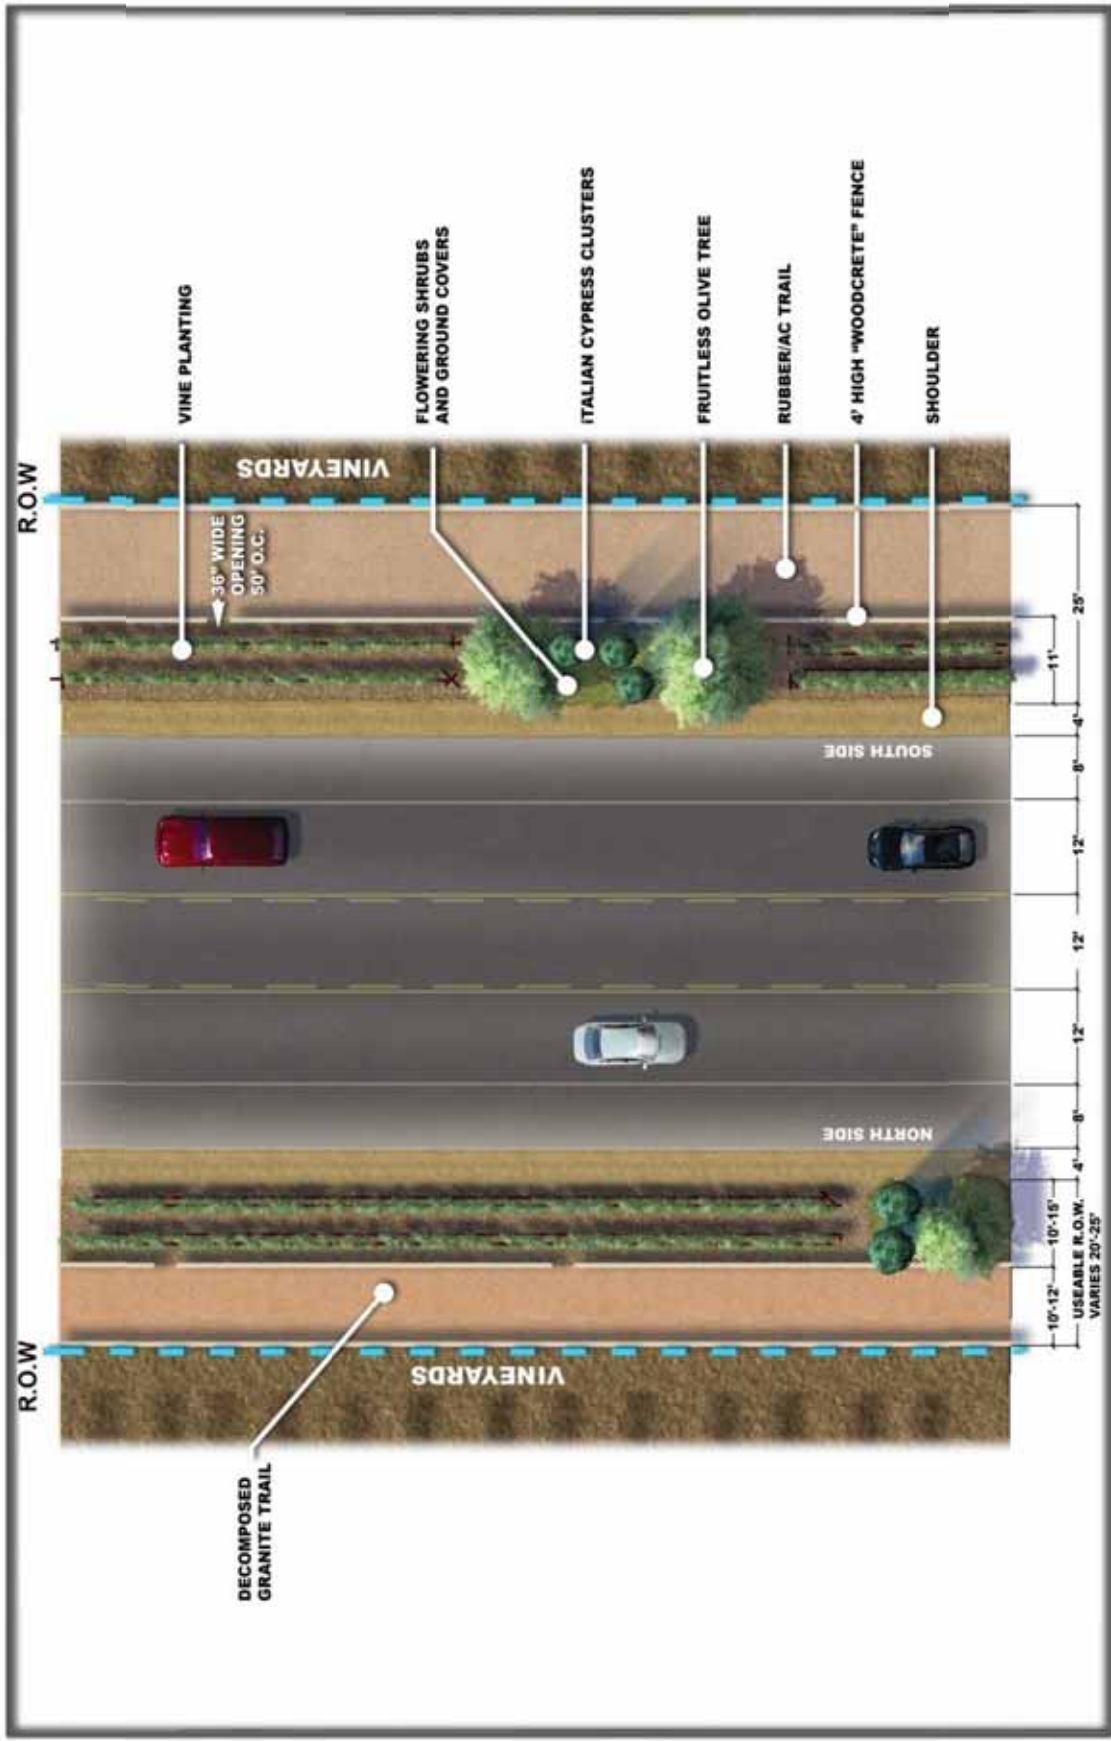 R.O.W
R.O.W
VINE PLANTING
36" WIDE
OPENING
50' O.C.
VINEYARDS
FLOWERING SHRUBS
AND GROUND COVERS
ITALIAN CYPRESS CLUSTERS
FRUITLESS OLIVE TREE
RUBBER/AC TRAIL
4' HIGH "WOODCRETE" FENCE
SHOULDER
SOUTH SIDE
NORTH SIDE
VINEYARDS
DECOMPOSED
GRANITE TRAIL
10'-12'
10'-15'
11'
USEABLE R.O.W.
VARIES 20'-25'
4'
8'
12'
12'
12'
8'
4'
25'